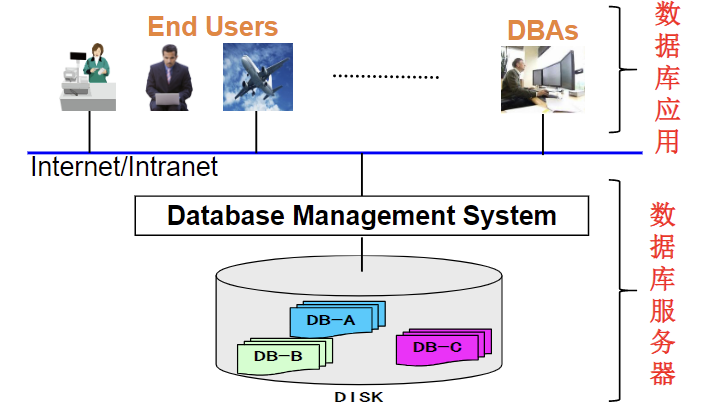 End Users
DBAs
数据库应用
Internet/Intranet
Database Management System
数据库服务器
DB-A
DB-B
DB-C
DISK